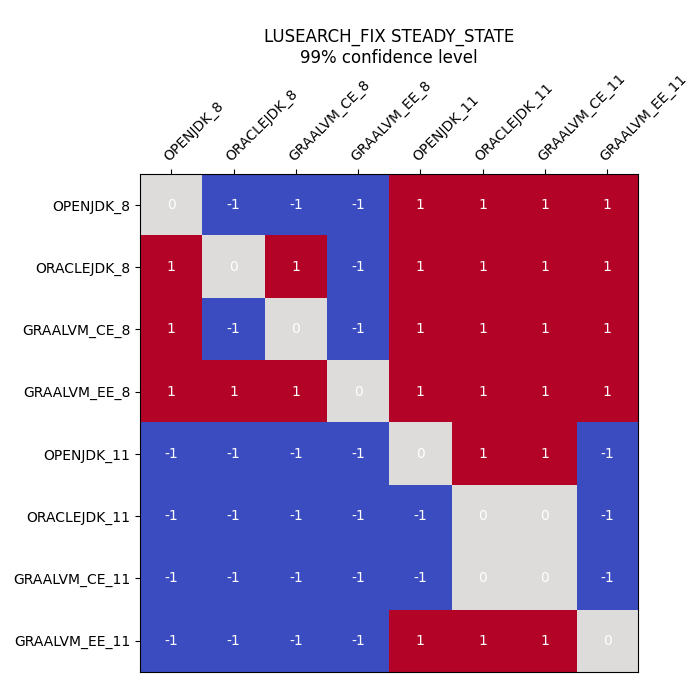 LUSEARCH_FIX STEADY_STATE
99% confidence level
OPENJDK_8 ORACLEJDK_8 GRAALVM_CE_8 GRAALVM_EE_8 OPENJDK_11 ORACLEJDK_11 GRAALVM_CE_11 GRAALVM_EE_11
OPENJDK_8 0 -1 -1 -1 1 1 1 1
ORACLEJDK_8 1 0 1 -1 1 1 1 1
GRAALVM_CE_8 1 -1 0 -1 1 1 1 1
GRAALVM_EE_8 1 1 1 0 1 1 1 1
OPENJDK_11 -1 -1 -1 -1 0 1 1 -1
ORACLEJDK_11 -1 -1 -1 -1 -1 0 0 -1
GRAALVM_CE_11 -1 -1 -1 -1 -1 0 0 -1
GRAALVM_EE_11 -1 -1 -1 -1 1 1 1 0